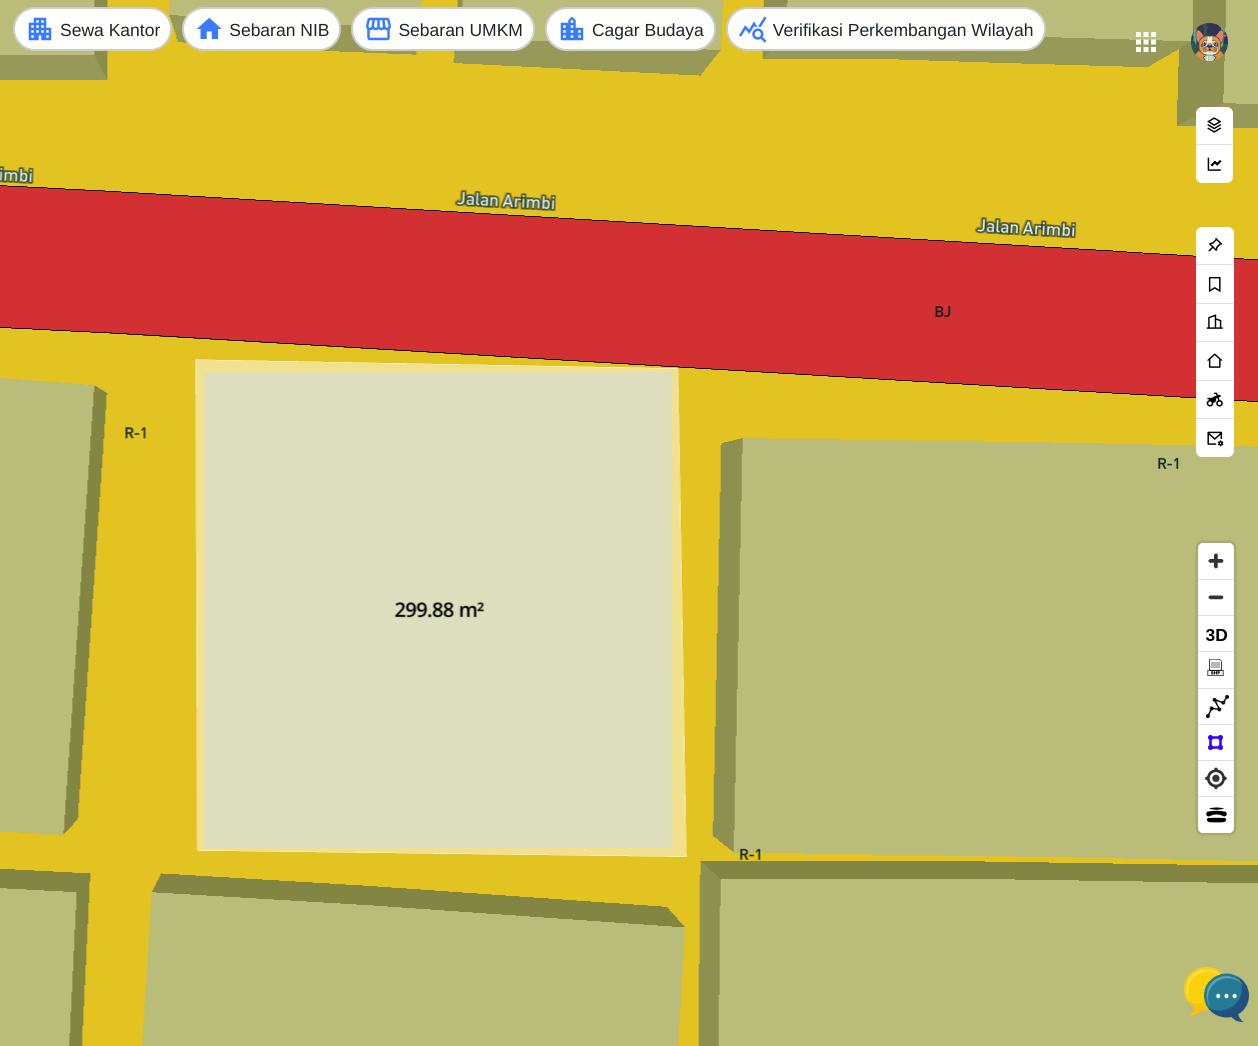 Sewa Kantor
Sebaran NIB
Sebaran UMKM
Cagar Budaya
Verifikasi Perkembangan Wilayah
imbi
Jalan Arimbi
Jalan Arimbi
BJ
R-1
R-1
299.88 m²
3D
R-1